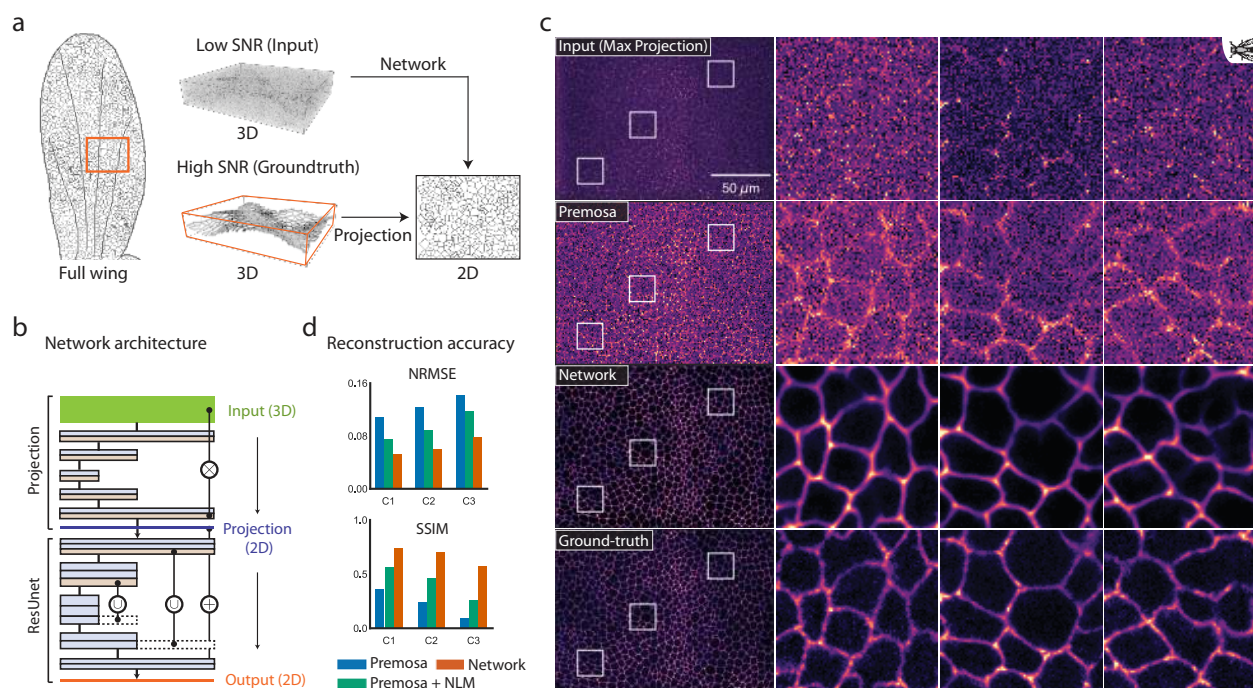 a
Low SNR (Input)
Network
3D
High SNR (Groundtruth)
Projection
Full wing
3D
2D
b
Network architecture
Projection
Input (3D)
Projection
(2D)
ResUnet
U
U
Output (2D)
d
Reconstruction accuracy
NRMSE
0.16
0.08
0.00
C1
C2
C3
SSIM
1.0
0.5
0.0
C1
C2
C3
Premosa
Network
Premosa + NLM
c
Input (Max Projection)
50 µm
Premosa
Network
Ground-truth